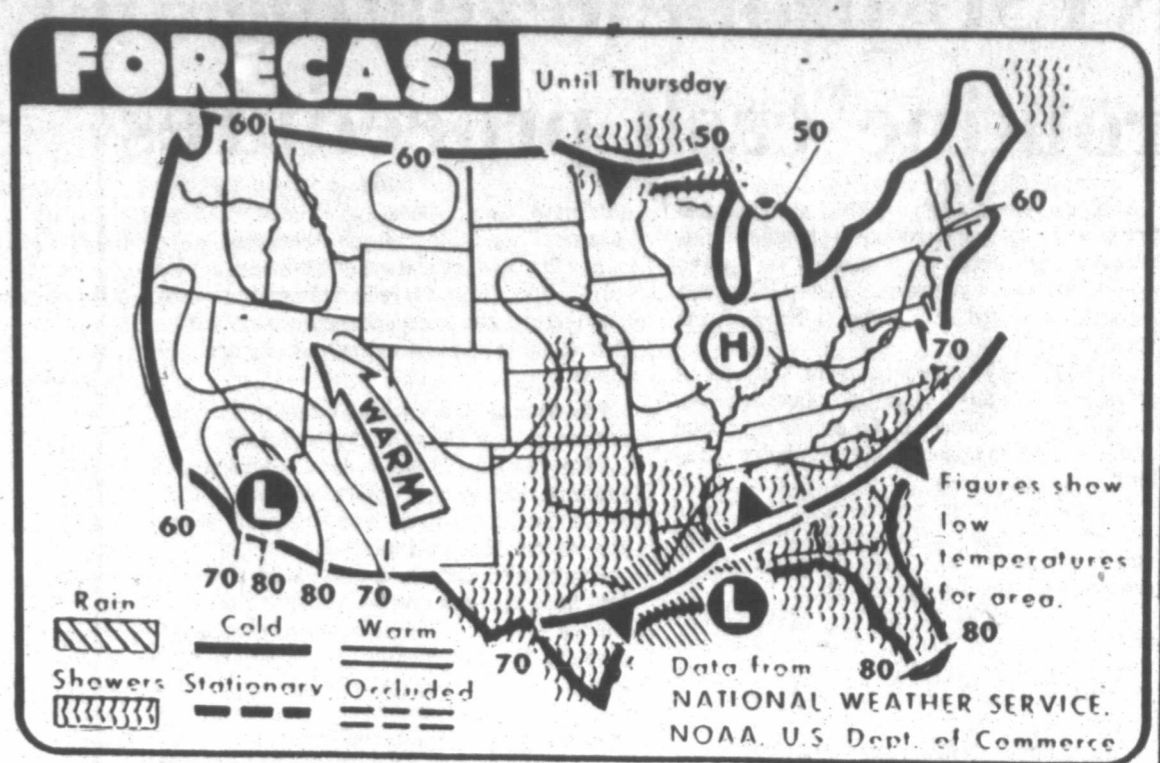 FORECAST
Until Thursday
60
60
50
50
60
H
70
WARM
L
60
70
80
80
70
L
70
80
80
Figures show
low
temperatures
for area.
Rain
Cold
Warm
Showers
Stationary
Occluded
Data from
NATIONAL WEATHER SERVICE.
NOAA. U.S. Dept. of Commerce